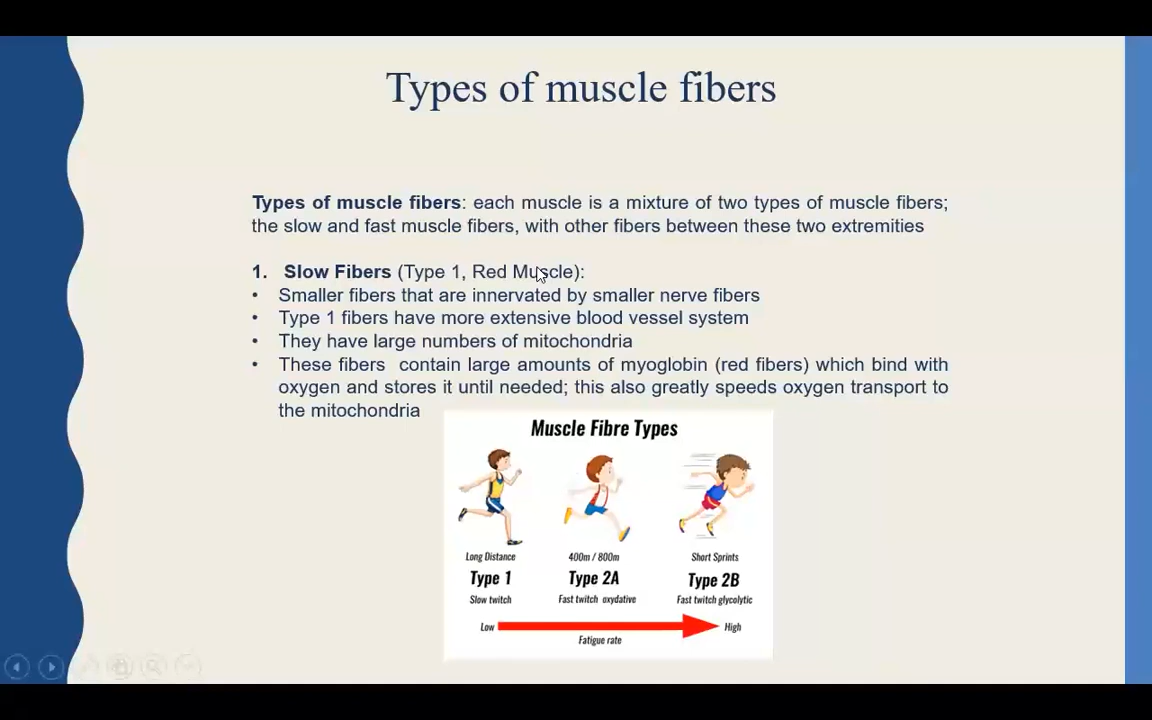 Types of muscle fibers
Types of muscle fibers: each muscle is a mixture of two types of muscle fibers;
the slow and fast muscle fibers, with other fibers between these two extremities
1. Slow Fibers (Type 1, Red Muscle):
• Smaller fibers that are innervated by smaller nerve fibers
• Type 1 fibers have more extensive blood vessel system
• They have large numbers of mitochondria
• These fibers contain large amounts of myoglobin (red fibers) which bind with
oxygen and stores it until needed; this also greatly speeds oxygen transport to
the mitochondria
Muscle Fibre Types
Long Distance 400m / 800m Short Sprints
Type 1 Type 2A Type 2B
Slow twitch Fast twitch oxydative Fast twitch glycolytic
Low High
Fatigue rate